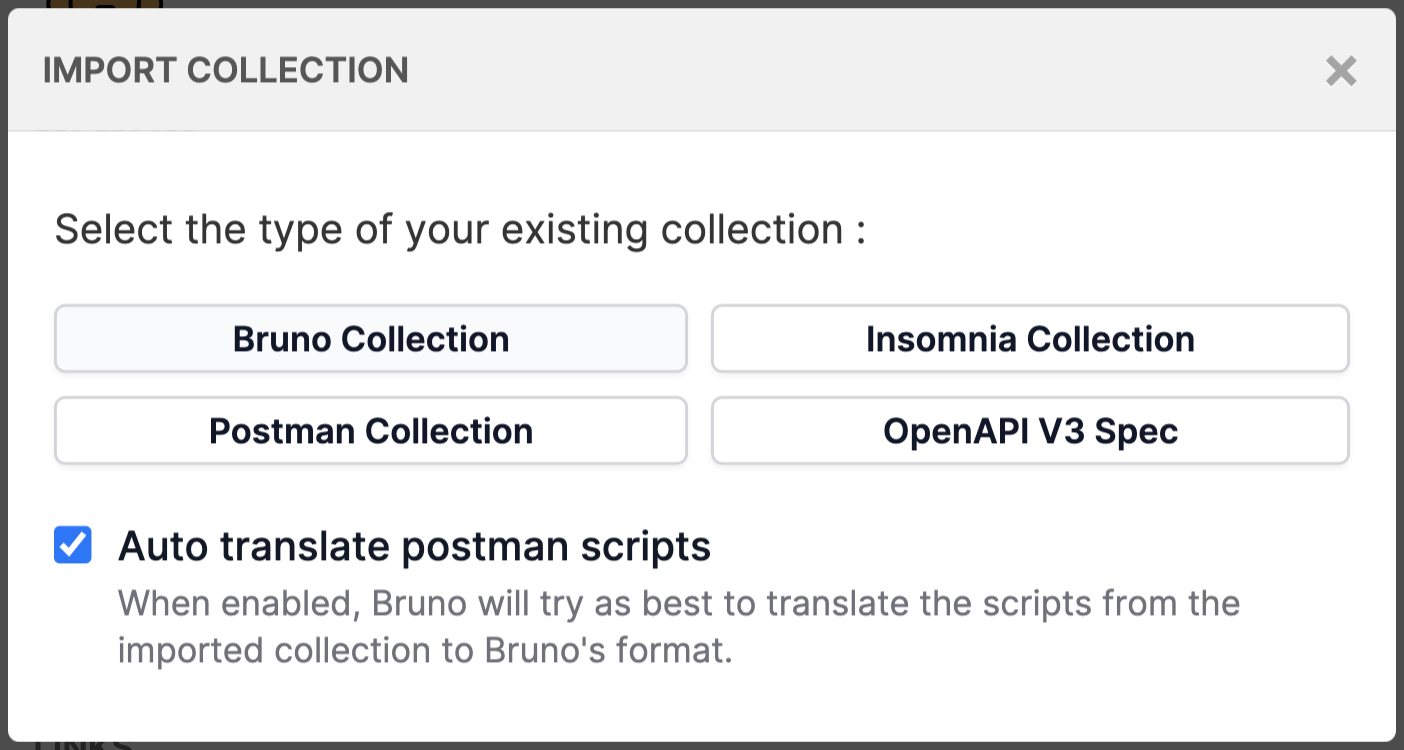 IMPORT COLLECTION
Select the type of your existing collection :
Bruno Collection
Insomnia Collection
Postman Collection
OpenAPI V3 Spec
Auto translate postman scripts
When enabled, Bruno will try as best to translate the scripts from the
imported collection to Bruno's format.
LINKS